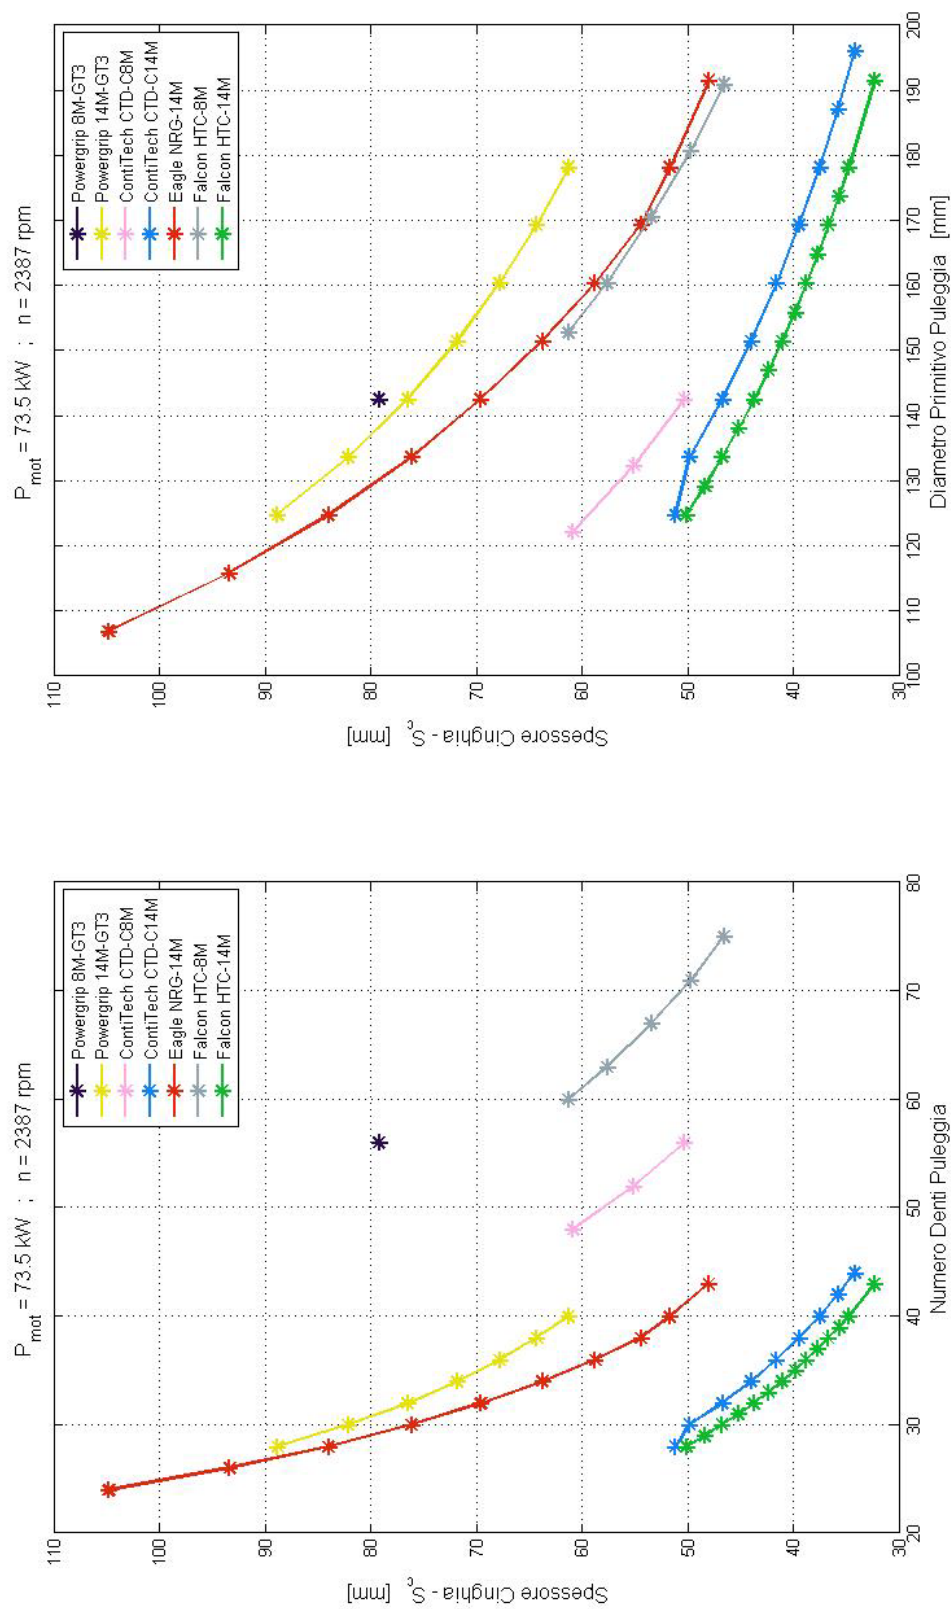 P mot = 73.5 kW ; n = 2387 rpm
Powergrip 8M-GT3
Powergrip 14M-GT3
ContiTech CTD-C8M
ContiTech CTD-C14M
Eagle NRG-14M
Falcon HTC-8M
Falcon HTC-14M
Spessore Cinghia - Sc [mm]
110
100
90
80
70
60
50
40
30
20 30 40 50 60 70 80
Numero Denti Puleggia
P mot = 73.5 kW ; n = 2387 rpm
Powergrip 8M-GT3
Powergrip 14M-GT3
ContiTech CTD-C8M
ContiTech CTD-C14M
Eagle NRG-14M
Falcon HTC-8M
Falcon HTC-14M
Spessore Cinghia - Sc [mm]
110
100
90
80
70
60
50
40
30
100 110 120 130 140 150 160 170 180 190 200
Diametro Primitivo Puleggia [mm]